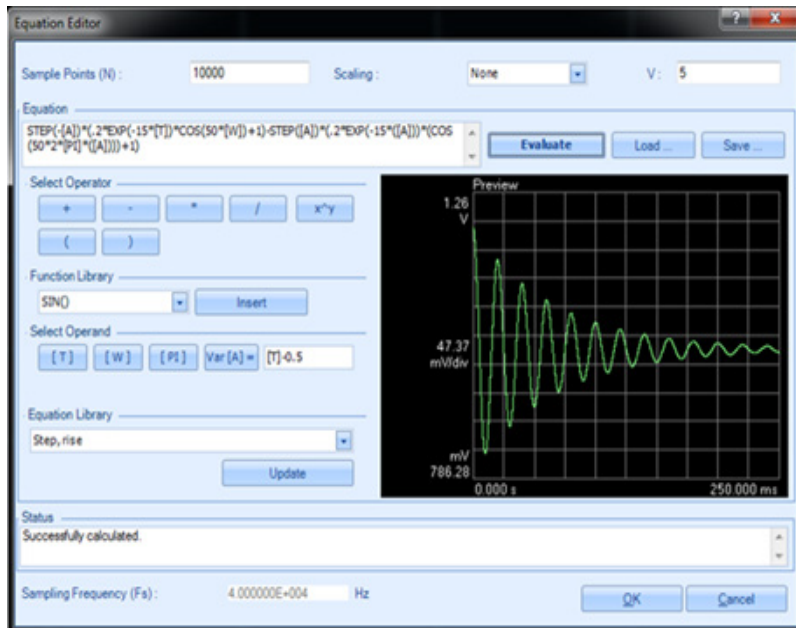 Equation Editor
Sample Points (N) : 10000 Scaling : None V : 5
Equation
STEP(-[A])*(.2*EXP(-15*[T])*COS(50*[W])+1)-STEP([A])*(.2*EXP(-15*([A]))*(COS
(50*2*[PI]*([A])))+1)
Evaluate Load ... Save ...
Select Operator
+ - * / x^y
( )
Function Library
SIN() Insert
Select Operand
[ T ] [ W ] [ PI ] Var [A] = [T]-0.5
Equation Library
Step, rise
Update
Preview
1.26
V
47.37
mV/div
mV
786.28
0.000 s 250.000 ms
Status
Successfully calculated.
Sampling Frequency (Fs) : 4.000000E+004 Hz
OK Cancel